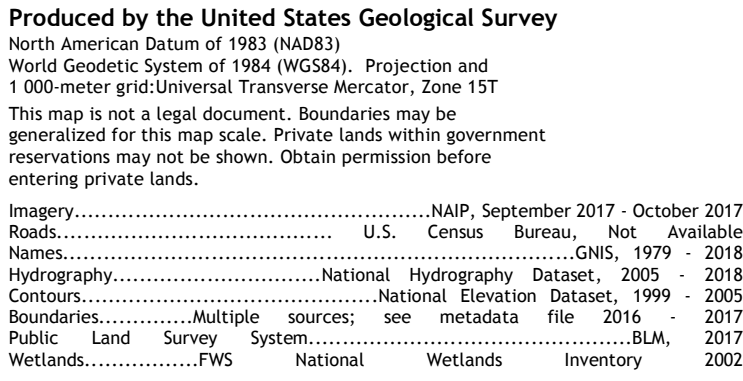 Produced by the United States Geological Survey
North American Datum of 1983 (NAD83)
World Geodetic System of 1984 (WGS84). Projection and
1 000-meter grid:Universal Transverse Mercator, Zone 15T
This map is not a legal document. Boundaries may be
generalized for this map scale. Private lands within government
reservations may not be shown. Obtain permission before
entering private lands.
Imagery.....................................................NAIP, September 2017 - October 2017
Roads......................................... U.S. Census Bureau, Not Available
Names............................................................................GNIS, 1979 - 2018
Hydrography...............................National Hydrography Dataset, 2005 - 2018
Contours............................................National Elevation Dataset, 1999 - 2005
Boundaries..............Multiple sources; see metadata file 2016 - 2017
Public Land Survey System................................................BLM, 2017
Wetlands.................FWS National Wetlands Inventory 2002